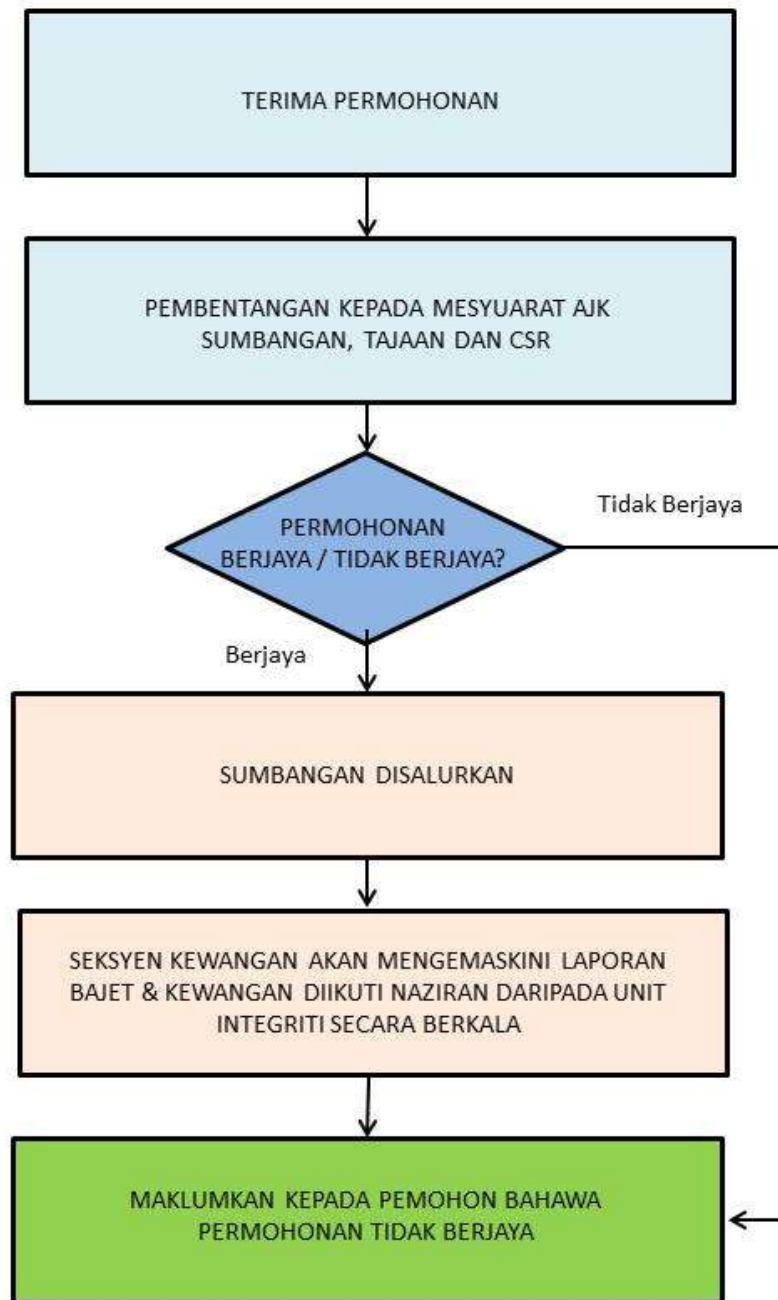 TERIMA PERMOHONAN
PEMBENTANGAN KEPADA MESYUARAT AJK
SUMBANGAN, TAJAAN DAN CSR
PERMOHONAN
BERJAYA / TIDAK BERJAYA?
Tidak Berjaya
Berjaya
SUMBANGAN DISALURKAN
SEKSYEN KEWANGAN AKAN MENGEMASKINI LAPORAN
BAJET & KEWANGAN DIIKUTI NAZIRAN DARIPADA UNIT
INTEGRITI SECARA BERKALA
MAKLUMKAN KEPADA PEMOHON BAHAWA
PERMOHONAN TIDAK BERJAYA